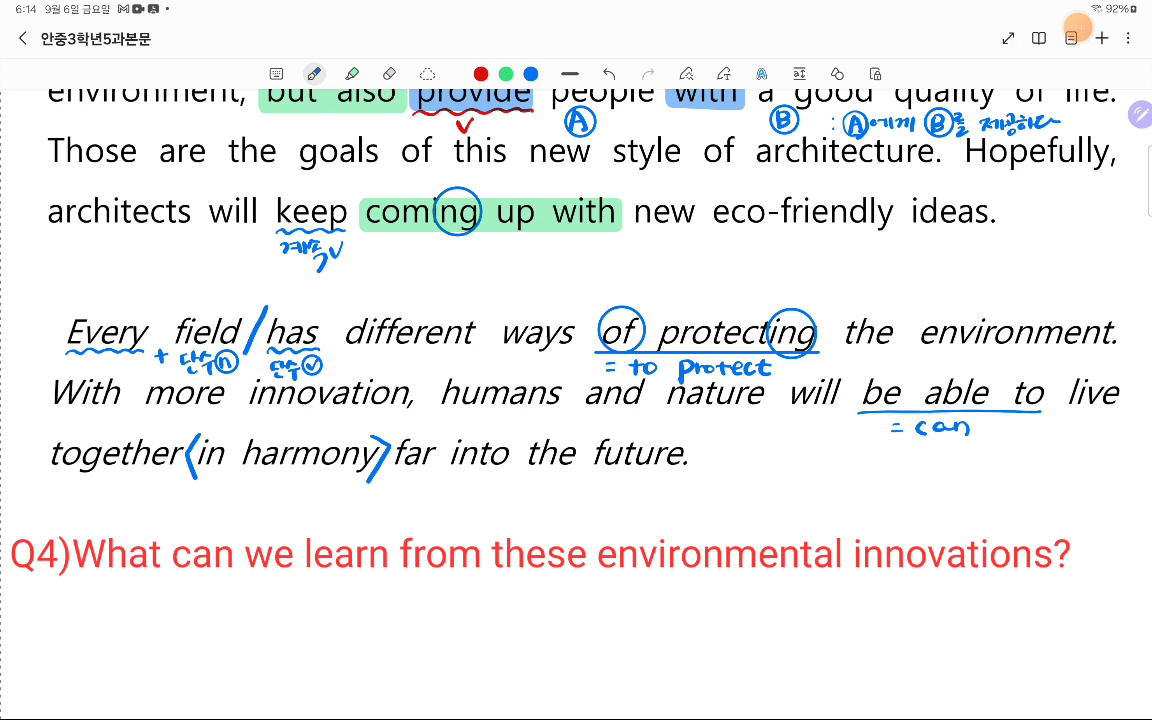 6:14 9월 6일 금요일 92%
안중3학년5과본문
environment, but also provide people with a good quality of life.
V A B : A에게 B를 제공하다
Those are the goals of this new style of architecture. Hopefully,
architects will keep coming up with new eco-friendly ideas.
계속 V
Every field / has different ways of protecting the environment.
+ 단수 n 단수 v = to protect
With more innovation, humans and nature will be able to live
= can
together <in harmony> far into the future.
Q4)What can we learn from these environmental innovations?